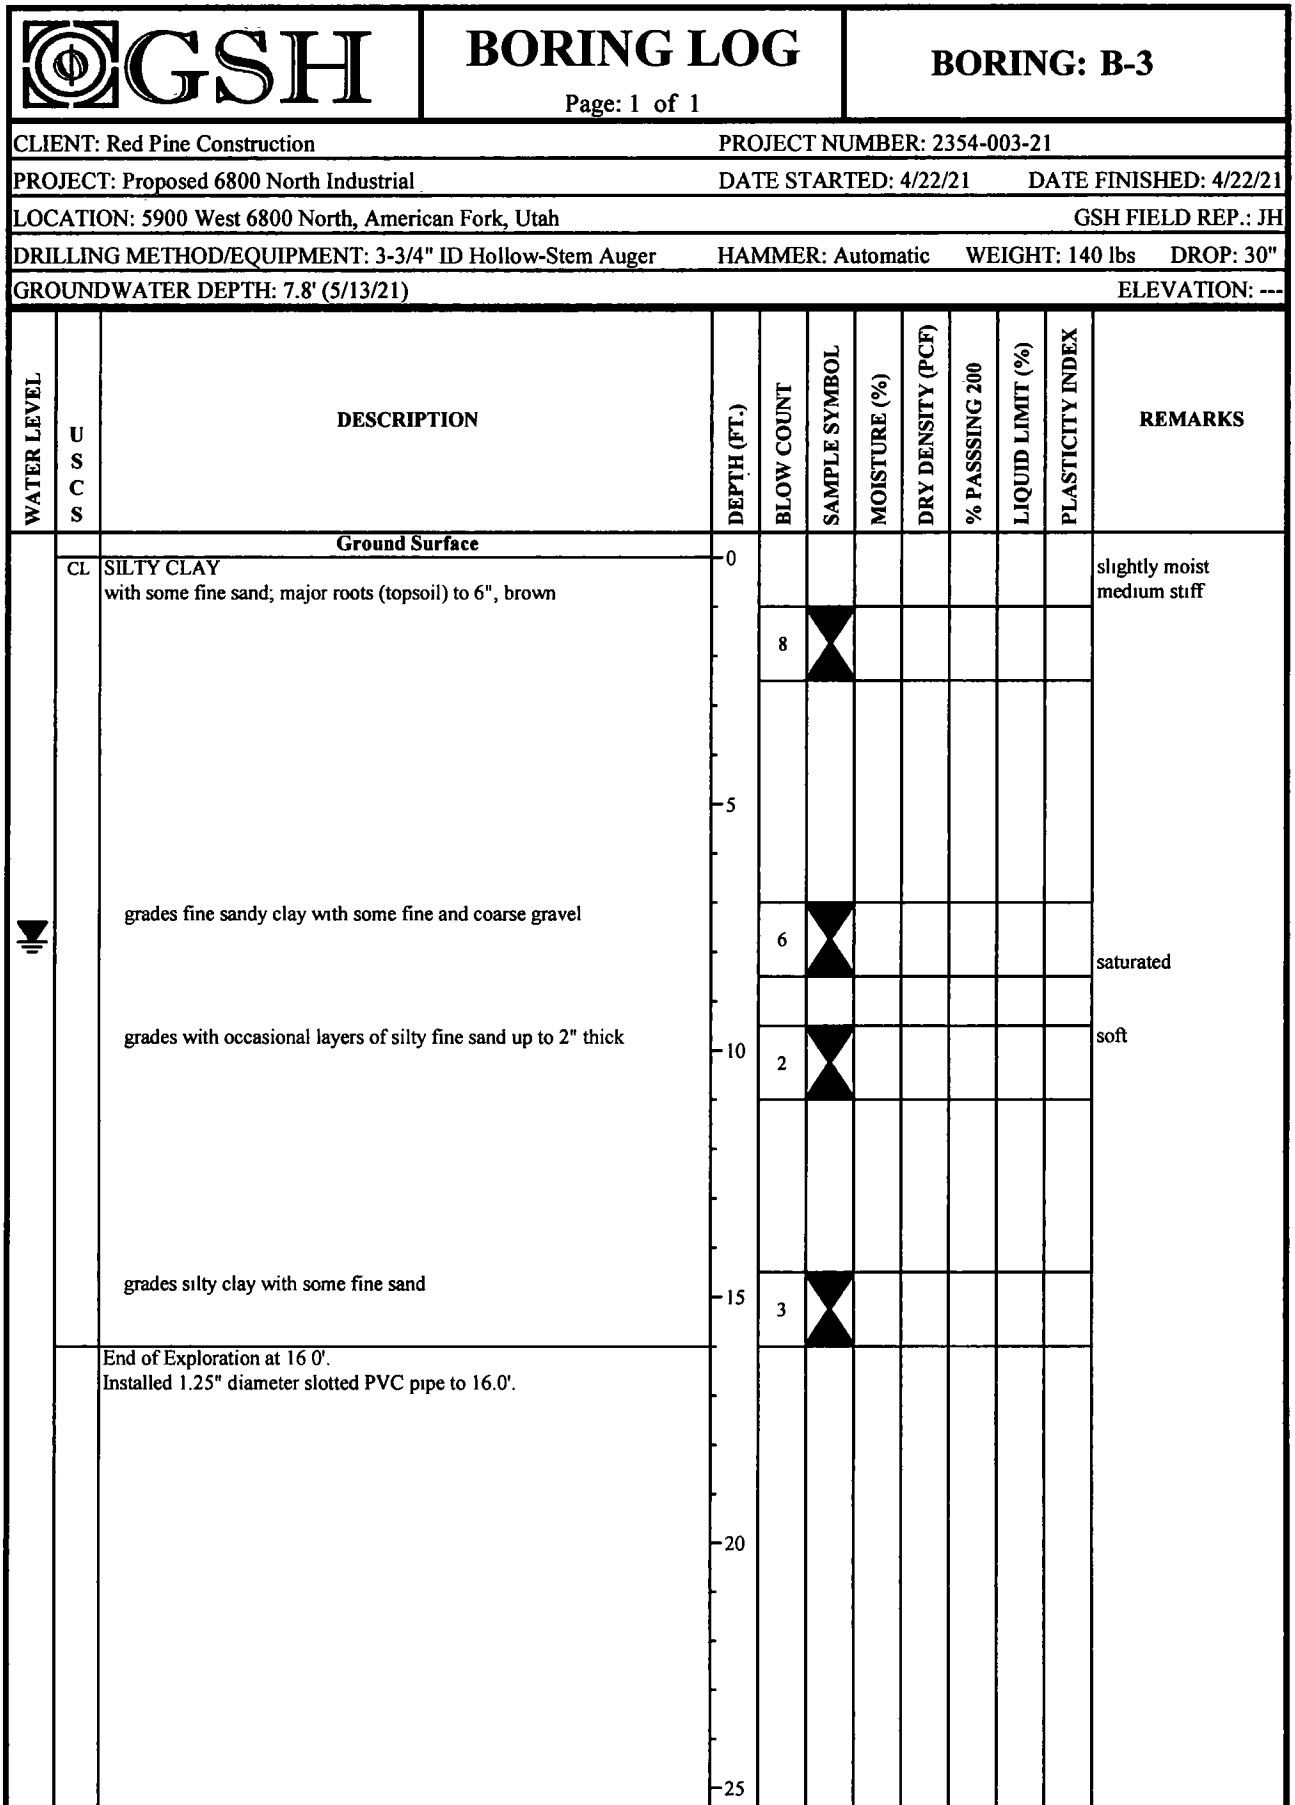 GSH
BORING LOG
Page: 1 of 1
BORING: B-3
CLIENT: Red Pine Construction PROJECT NUMBER: 2354-003-21
PROJECT: Proposed 6800 North Industrial DATE STARTED: 4/22/21 DATE FINISHED: 4/22/21
LOCATION: 5900 West 6800 North, American Fork, Utah GSH FIELD REP.: JH
DRILLING METHOD/EQUIPMENT: 3-3/4" ID Hollow-Stem Auger HAMMER: Automatic WEIGHT: 140 lbs DROP: 30"
GROUNDWATER DEPTH: 7.8' (5/13/21) ELEVATION: ---
WATER LEVEL
U
S
C
S
DESCRIPTION
DEPTH (FT.)
BLOW COUNT
SAMPLE SYMBOL
MOISTURE (%)
DRY DENSITY (PCF)
% PASSSING 200
LIQUID LIMIT (%)
PLASTICITY INDEX
REMARKS
Ground Surface
0
CL SILTY CLAY slightly moist
with some fine sand; major roots (topsoil) to 6", brown medium stiff
8
5
grades fine sandy clay with some fine and coarse gravel
6
saturated
grades with occasional layers of silty fine sand up to 2" thick soft
10
2
grades silty clay with some fine sand
15
3
End of Exploration at 16 0'.
Installed 1.25" diameter slotted PVC pipe to 16.0'.
20
25